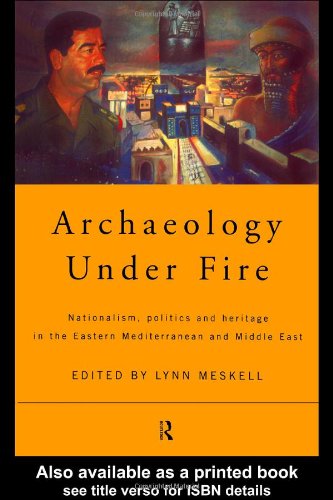 Archaeology
Under Fire
Nationalism, politics and heritage
in the Eastern Mediterranean and Middle East
EDITED BY LYNN MESKELL
R
Also available as a printed book
see title verso for ISBN details